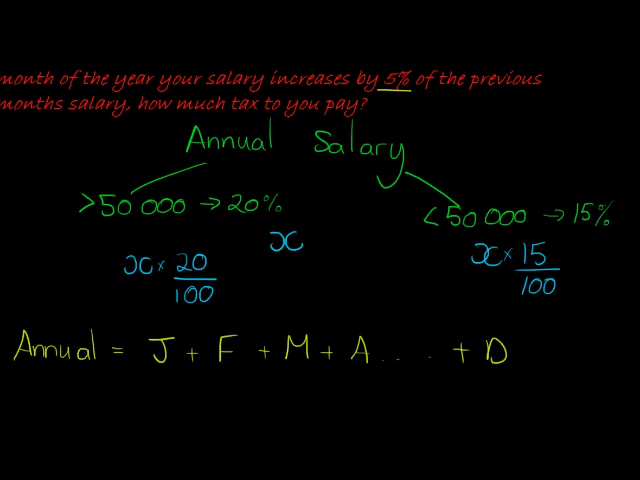 month of the year your salary increases by 5% of the previous
months salary, how much tax to you pay?
Annual Salary
>50 000 → 20%
<50 000 → 15%
x
x × 20/100
x × 15/100
Annual = J + F + M + A.... + D